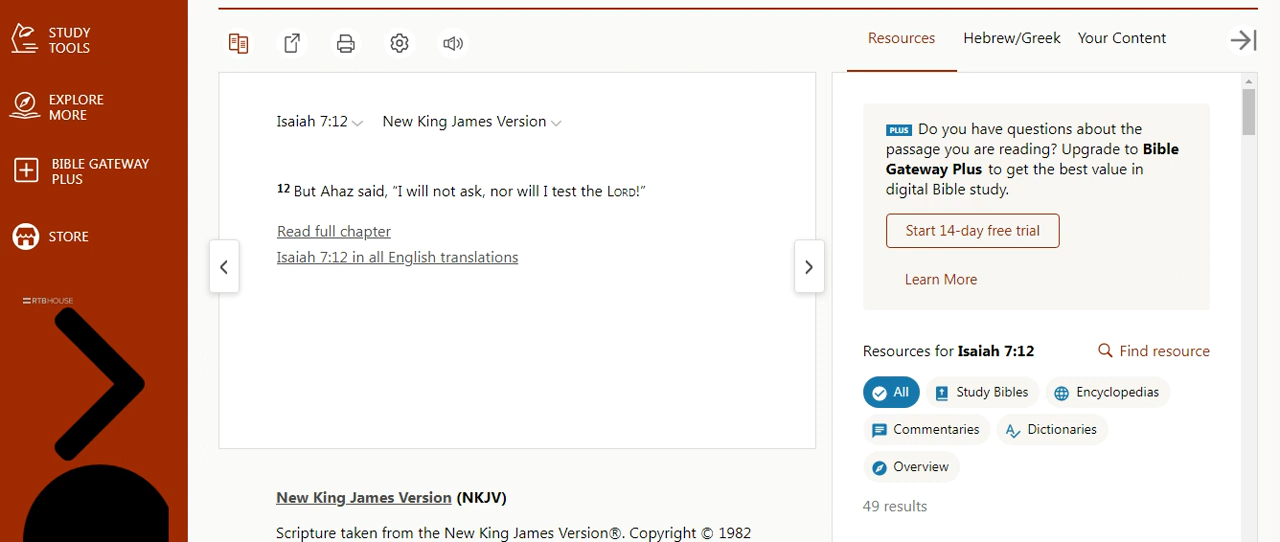 STUDY
TOOLS
EXPLORE
MORE
BIBLE GATEWAY
PLUS
STORE
RTBHOUSE
Isaiah 7:12 New King James Version
12 But Ahaz said, “I will not ask, nor will I test the LORD!”
Read full chapter
Isaiah 7:12 in all English translations
New King James Version (NKJV)
Scripture taken from the New King James Version®. Copyright © 1982
Resources Hebrew/Greek Your Content
PLUS Do you have questions about the
passage you are reading? Upgrade to Bible
Gateway Plus to get the best value in
digital Bible study.
Start 14-day free trial
Learn More
Resources for Isaiah 7:12 Find resource
All Study Bibles Encyclopedias
Commentaries Dictionaries
Overview
49 results